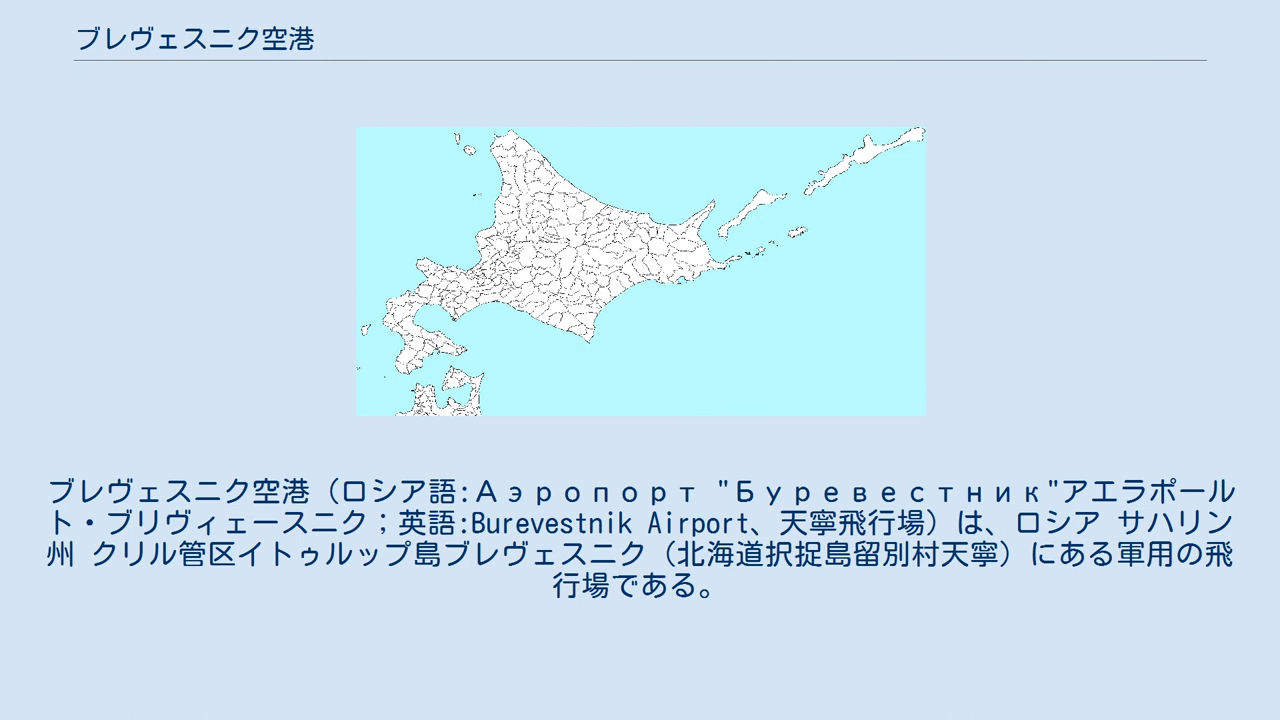 ブレヴェスニク空港
ブレヴェスニク空港（ロシア語:Аэропорт "Буревестник"アエラポール
ト・ブリヴィェースニク；英語:Burevestnik Airport、天寧飛行場）は、ロシア サハリン
州 クリル管区イトゥルップ島ブレヴェスニク（北海道択捉島留別村天寧）にある軍用の飛
行場である。